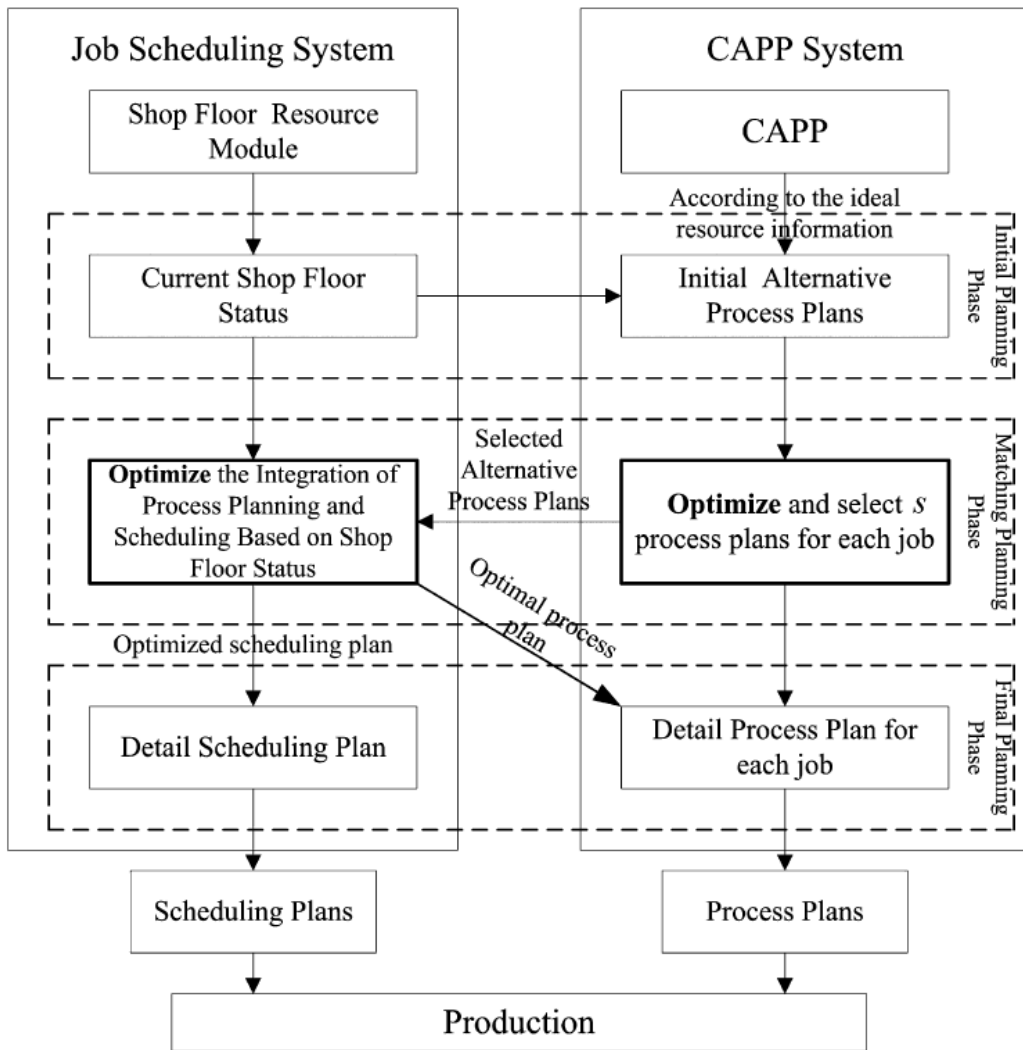 Job Scheduling System
CAPP System
Shop Floor Resource
Module
CAPP
According to the ideal
resource information
Current Shop Floor
Status
Initial Alternative
Process Plans
Initial Planning
Phase
Selected
Alternative
Process Plans
Optimize the Integration of
Process Planning and
Scheduling Based on Shop
Floor Status
Optimize and select s
process plans for each job
Matching Planning
Phase
Optimal process
plan
Optimized scheduling plan
Detail Scheduling Plan
Detail Process Plan for
each job
Final Planning
Phase
Scheduling Plans
Process Plans
Production